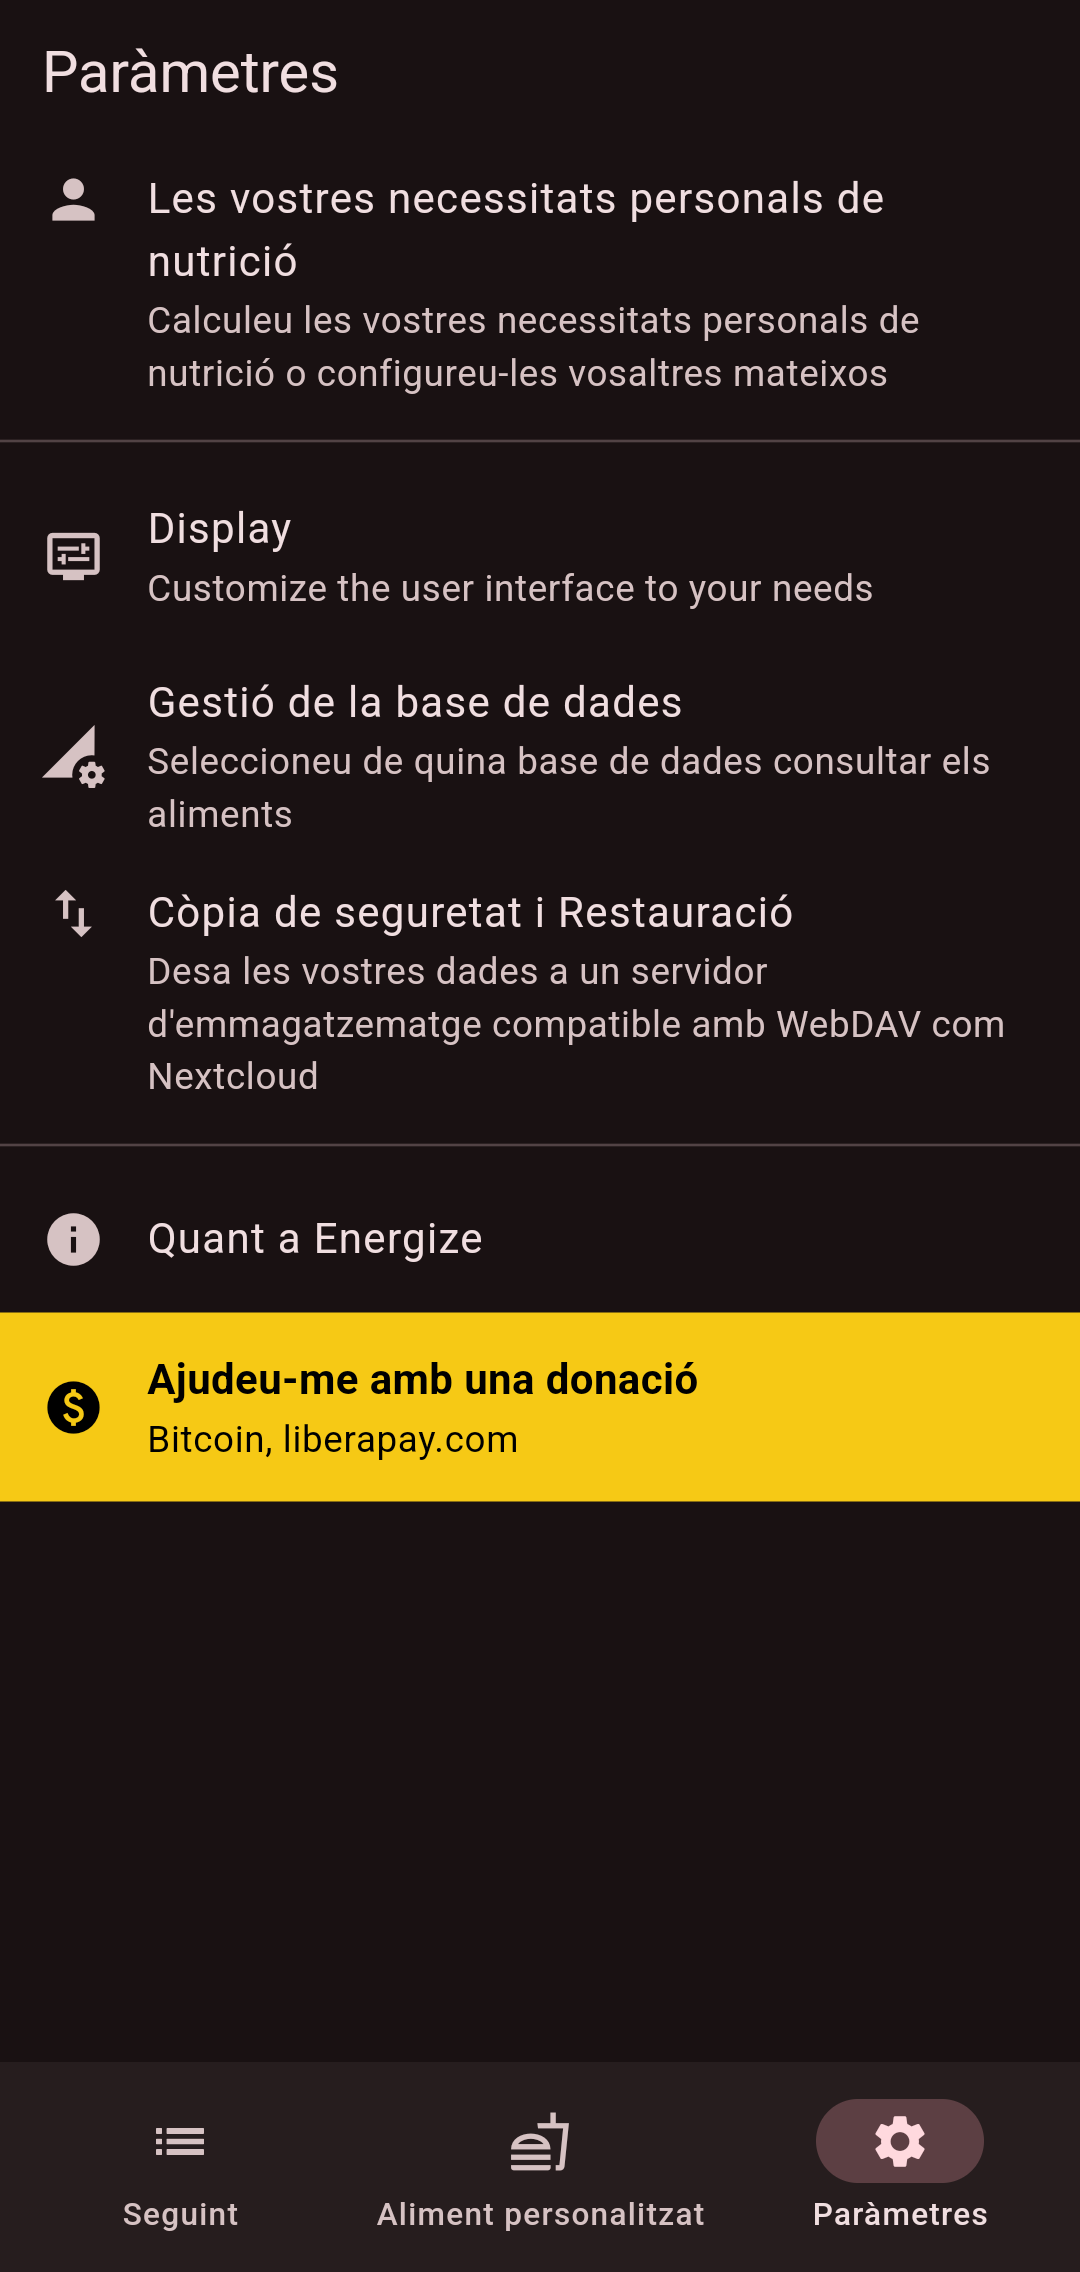 Paràmetres
Les vostres necessitats personals de
nutrició
Calculeu les vostres necessitats personals de
nutrició o configureu-les vosaltres mateixos
Display
Customize the user interface to your needs
Gestió de la base de dades
Seleccioneu de quina base de dades consultar els
aliments
Còpia de seguretat i Restauració
Desa les vostres dades a un servidor
d'emmagatzematge compatible amb WebDAV com
Nextcloud
Quant a Energize
Ajudeu-me amb una donació
Bitcoin, liberapay.com
Seguint
Aliment personalitzat
Paràmetres